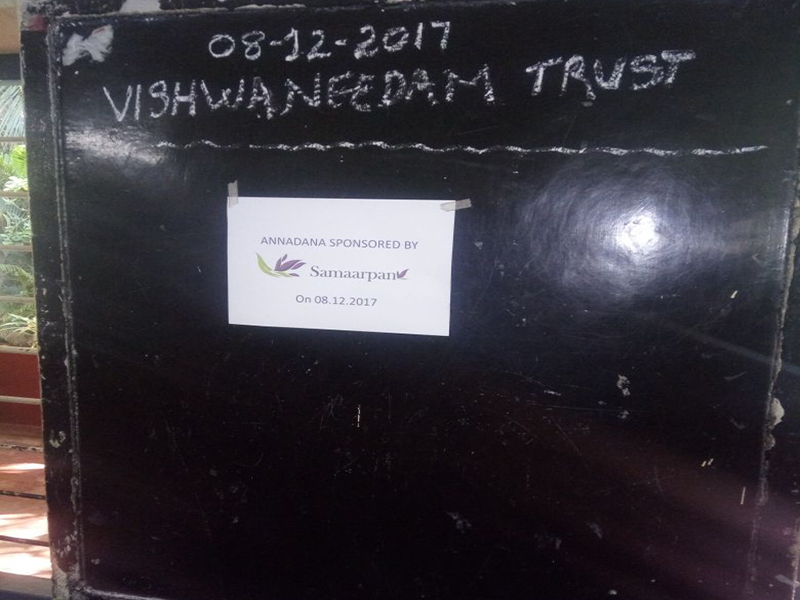 08-12-2017
VISHWANEEDAM TRUST
ANNADANA SPONSORED BY
Samaarpan
On 08.12.2017